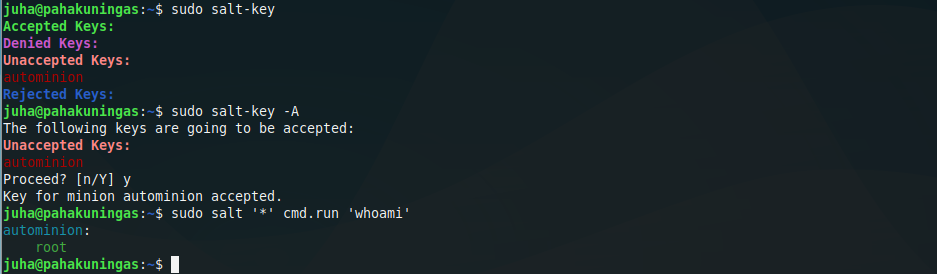 juha@pahakuningas:~$ sudo salt-key
Accepted Keys:
Denied Keys:
Unaccepted Keys:
autominion
Rejected Keys:
juha@pahakuningas:~$ sudo salt-key -A
The following keys are going to be accepted:
Unaccepted Keys:
autominion
Proceed? [n/Y] y
Key for minion autominion accepted.
juha@pahakuningas:~$ sudo salt '*' cmd.run 'whoami'
autominion:
    root
juha@pahakuningas:~$